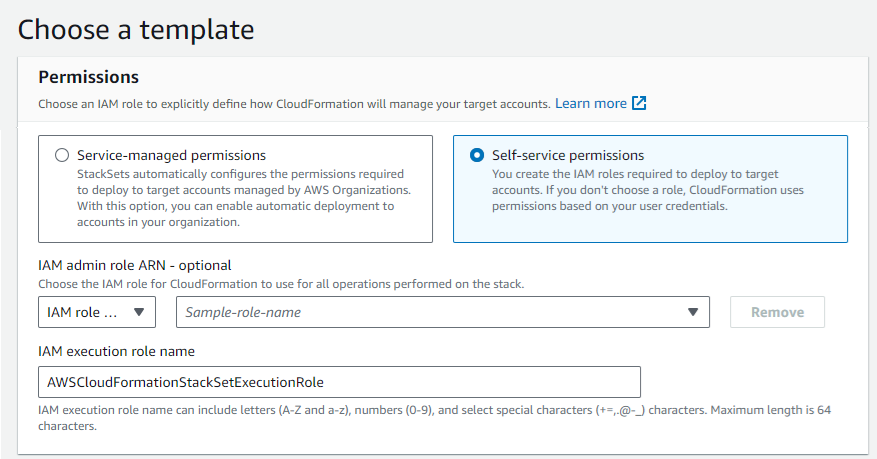 Choose a template
Permissions
Choose an IAM role to explicitly define how CloudFormation will manage your target accounts. Learn more
Service-managed permissions
StackSets automatically configures the permissions required
to deploy to target accounts managed by AWS Organizations.
With this option, you can enable automatic deployment to
accounts in your organization.
Self-service permissions
You create the IAM roles required to deploy to target
accounts. If you don't choose a role, CloudFormation uses
permissions based on your user credentials.
IAM admin role ARN - optional
Choose the IAM role for CloudFormation to use for all operations performed on the stack.
IAM role ... Sample-role-name Remove
IAM execution role name
AWSCloudFormationStackSetExecutionRole
IAM execution role name can include letters (A-Z and a-z), numbers (0-9), and select special characters (+=,.@-_) characters. Maximum length is 64
characters.